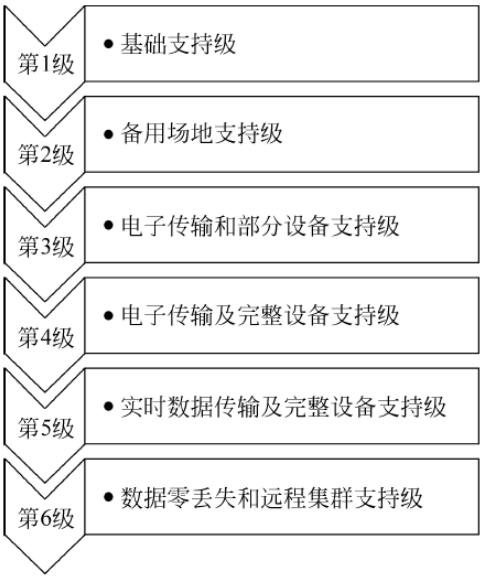 第1级
• 基础支持级
第2级
• 备用场地支持级
第3级
• 电子传输和部分设备支持级
第4级
• 电子传输及完整设备支持级
第5级
• 实时数据传输及完整设备支持级
第6级
• 数据零丢失和远程集群支持级